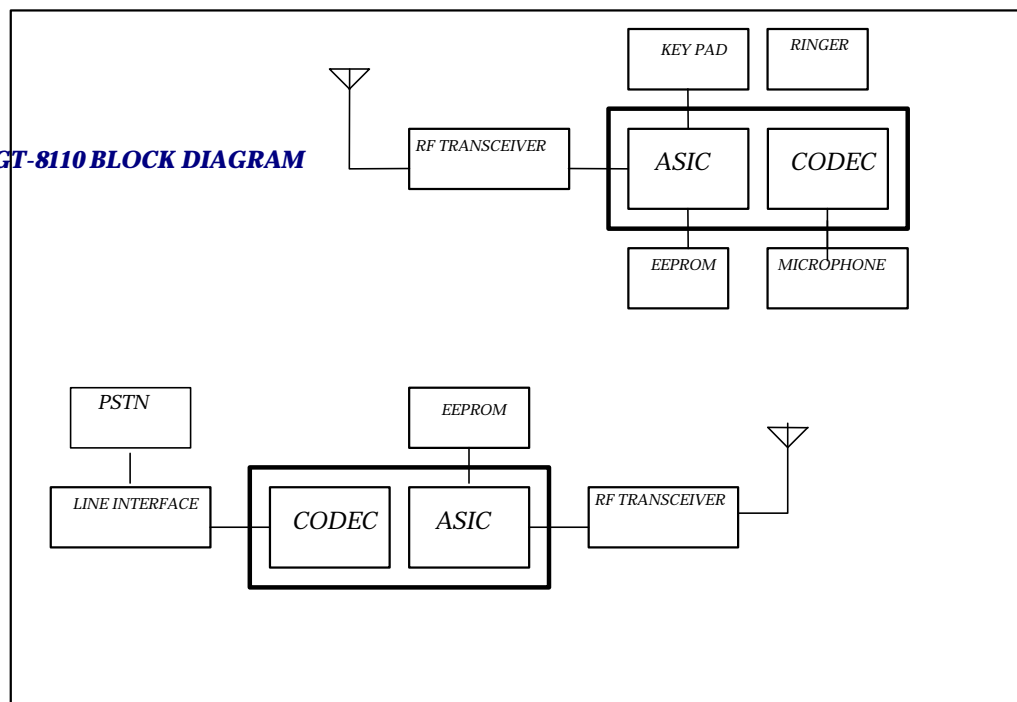 KEY PAD
RINGER
GT-8110 BLOCK DIAGRAM
RF TRANSCEIVER
ASIC
CODEC
EEPROM
MICROPHONE
PSTN
EEPROM
LINE INTERFACE
CODEC
ASIC
RF TRANSCEIVER